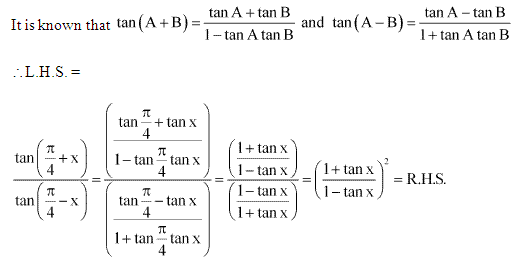 It is known that tan(A+B) = (tan A + tan B)/(1 − tan A tan B) and tan(A−B) = (tan A − tan B)/(1 + tan A tan B)
∴L.H.S. =
tan(π/4 + x)/tan(π/4 − x) = ((tan π/4 + tan x)/(1 − tan π/4 tan x))/((tan π/4 − tan x)/(1 + tan π/4 tan x)) = ((1 + tan x)/(1 − tan x))/((1 − tan x)/(1 + tan x)) = ((1 + tan x)/(1 − tan x))² = R.H.S.